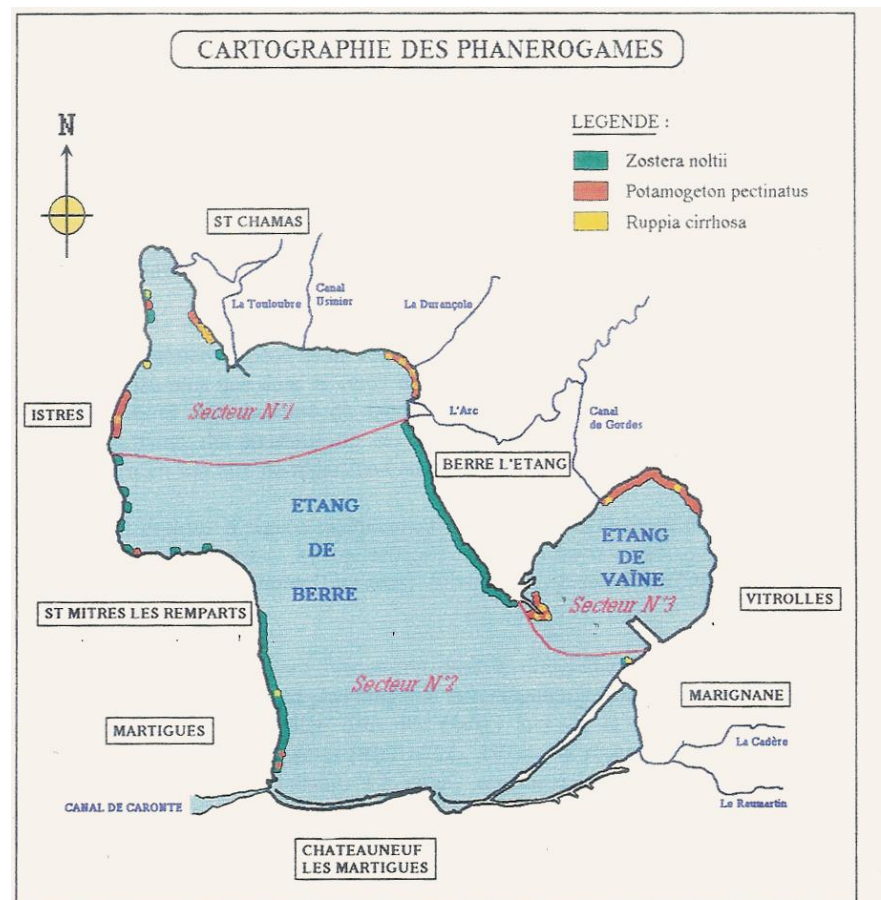 CARTOGRAPHIE DES PHANEROGAMES
N
LEGENDE :
Zostera noltii
Potamogeton pectinatus
Ruppia cirrhosa
ST CHAMAS
La Touloubre
Canal
Usinier
La Durançole
ISTRES
Secteur N°1
L'Arc
Canal
de Gordes
BERRE L'ETANG
ETANG
DE
BERRE
ETANG
DE
VAÏNE
Secteur N°3
VITROLLES
ST MITRES LES REMPARTS
Secteur N°2
MARIGNANE
MARTIGUES
La Cadère
Le Raumartin
CANAL DE CARONTE
CHATEAUNEUF
LES MARTIGUES